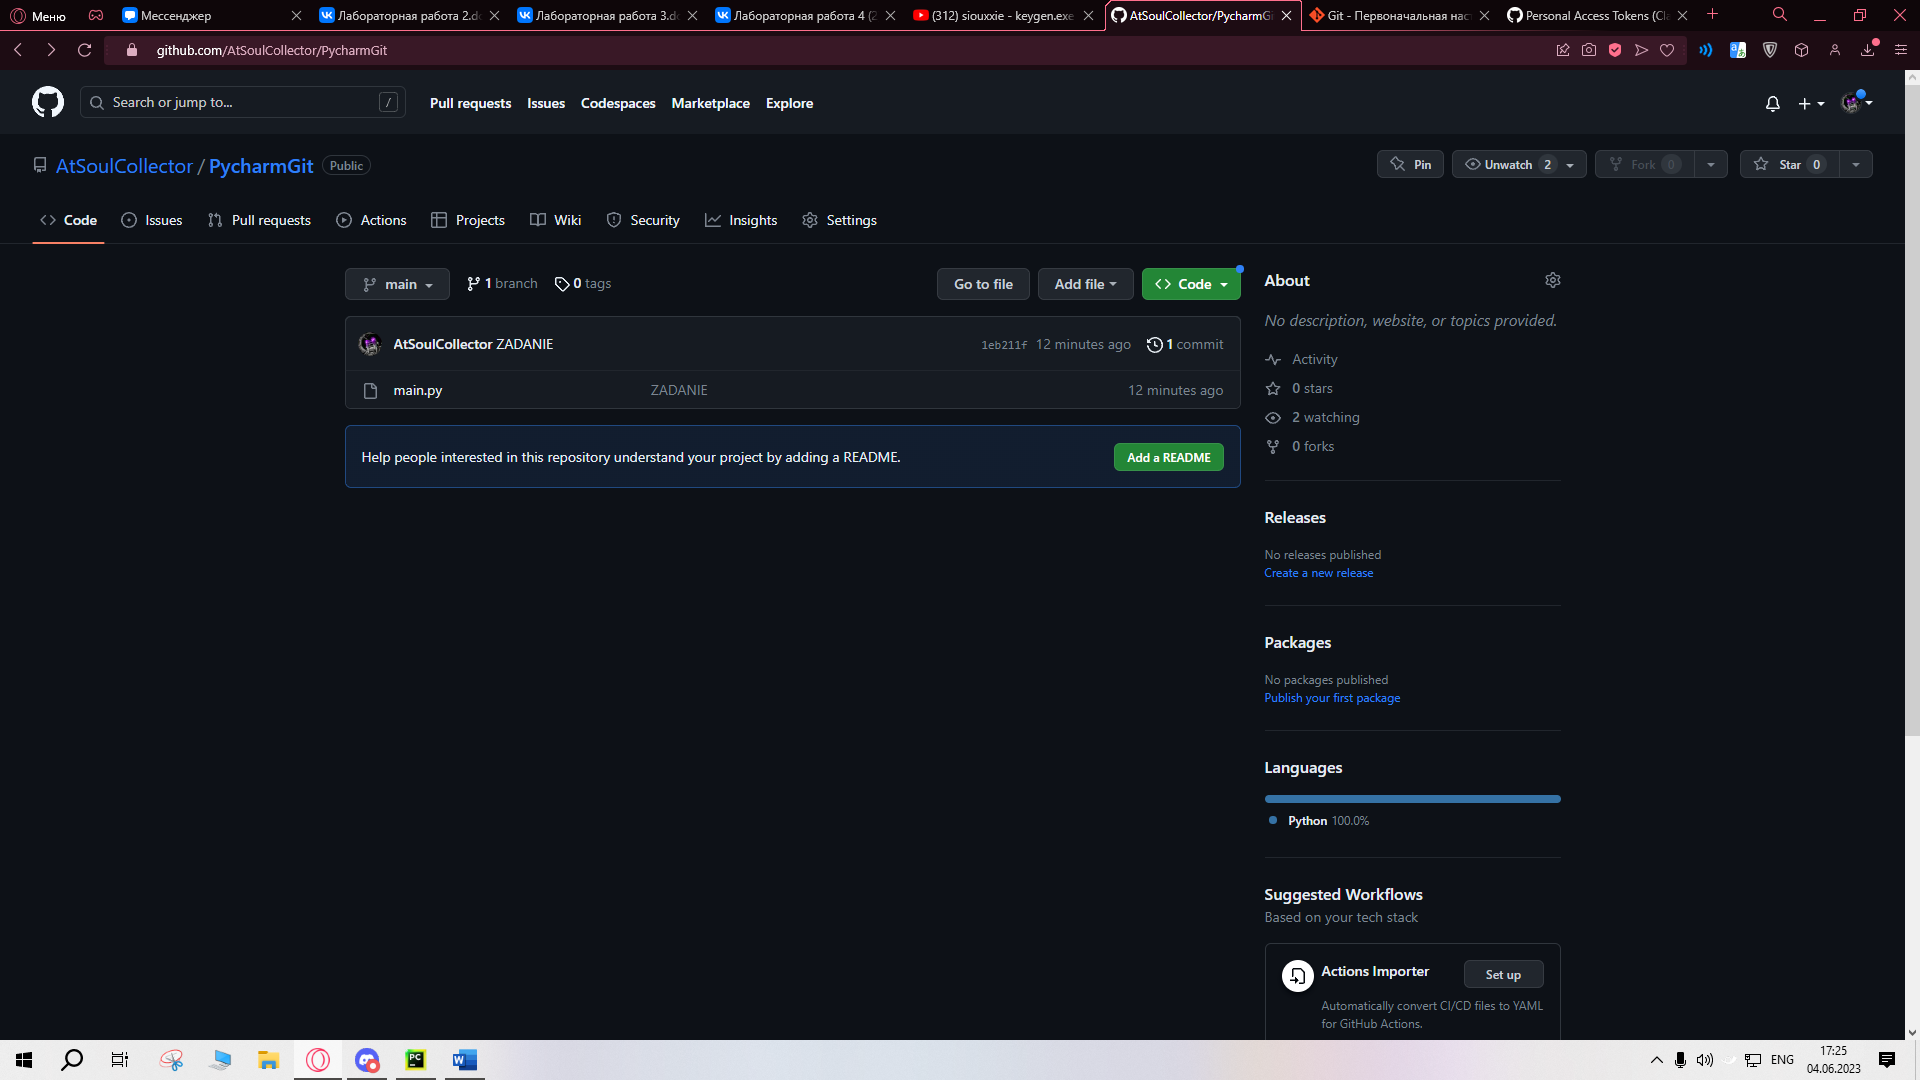 Меню
Мессенджер
Лабораторная работа 2.dc
Лабораторная работа 3.dc
Лабораторная работа 4 (2
(312) siouxxie - keygen.exe
AtSoulCollector/PycharmGi
Git - Первоначальная нас
Personal Access Tokens (Cla
github.com/AtSoulCollector/PycharmGit
Search or jump to...
/
Pull requests
Issues
Codespaces
Marketplace
Explore
AtSoulCollector / PycharmGit
Public
Pin
Unwatch 2
Fork 0
Star 0
Code
Issues
Pull requests
Actions
Projects
Wiki
Security
Insights
Settings
main
1 branch
0 tags
Go to file
Add file
Code
AtSoulCollector ZADANIE
1eb211f 12 minutes ago
1 commit
main.py
ZADANIE
12 minutes ago
Help people interested in this repository understand your project by adding a README.
Add a README
About
No description, website, or topics provided.
Activity
0 stars
2 watching
0 forks
Releases
No releases published
Create a new release
Packages
No packages published
Publish your first package
Languages
Python 100.0%
Suggested Workflows
Based on your tech stack
Actions Importer
Set up
Automatically convert CI/CD files to YAML
for GitHub Actions.
PC
W
ENG
17:25
04.06.2023